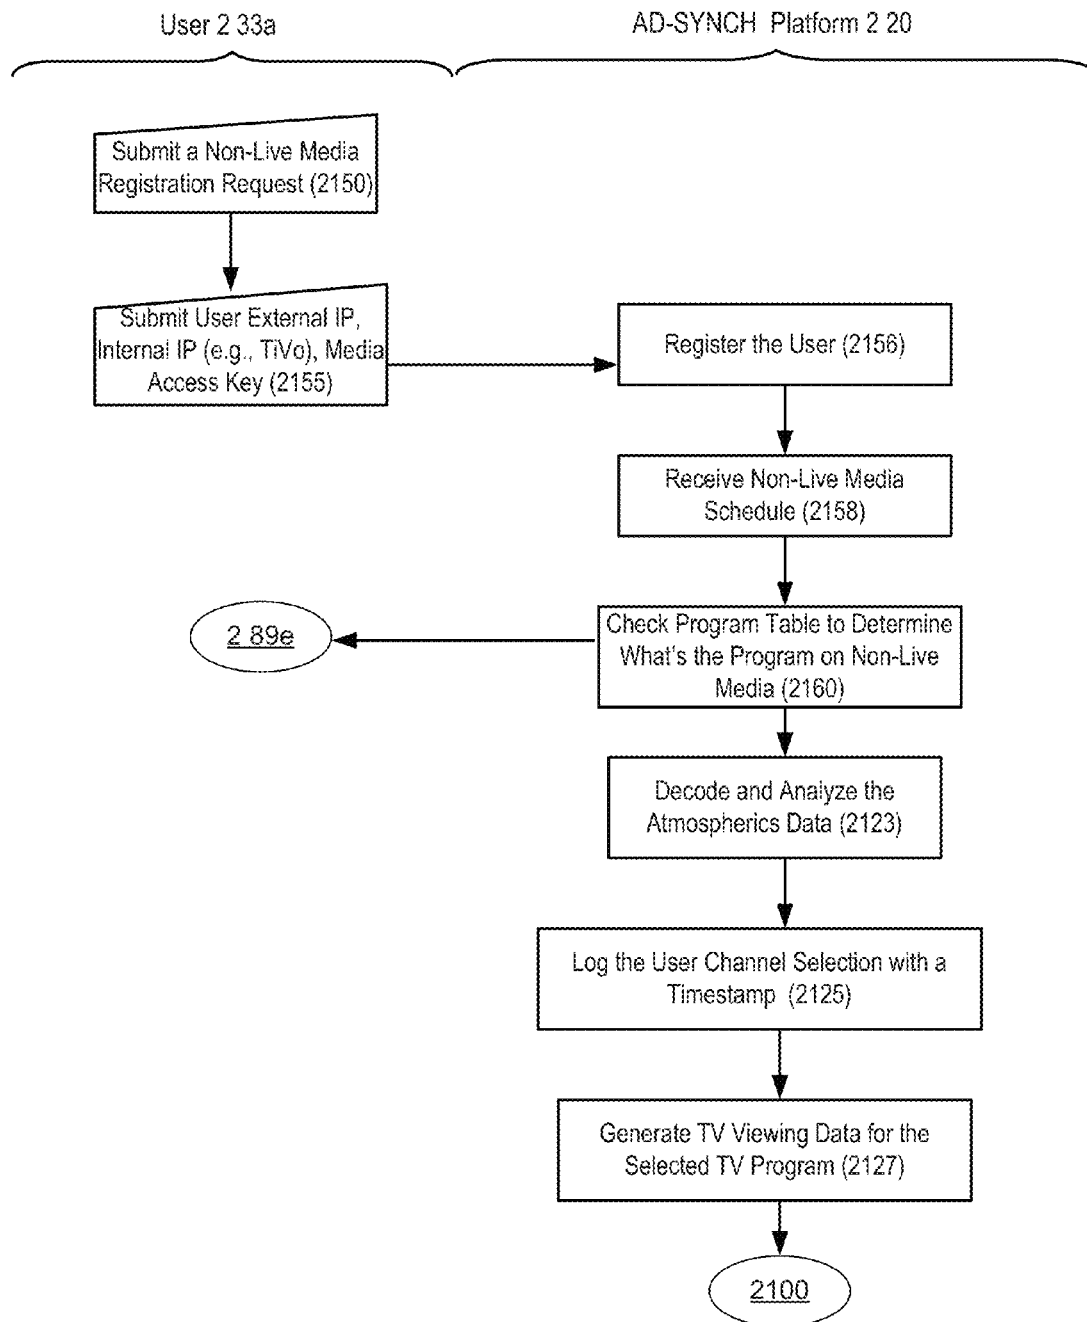 User 2 33a
AD-SYNCH Platform 2 20
Submit a Non-Live Media
Registration Request (2150)
Submit User External IP,
Internal IP (e.g., TiVo), Media
Access Key (2155)
Register the User (2156)
Receive Non-Live Media
Schedule (2158)
2 89e
Check Program Table to Determine
What's the Program on Non-Live
Media (2160)
Decode and Analyze the
Atmospherics Data (2123)
Log the User Channel Selection with a
Timestamp (2125)
Generate TV Viewing Data for the
Selected TV Program (2127)
2100